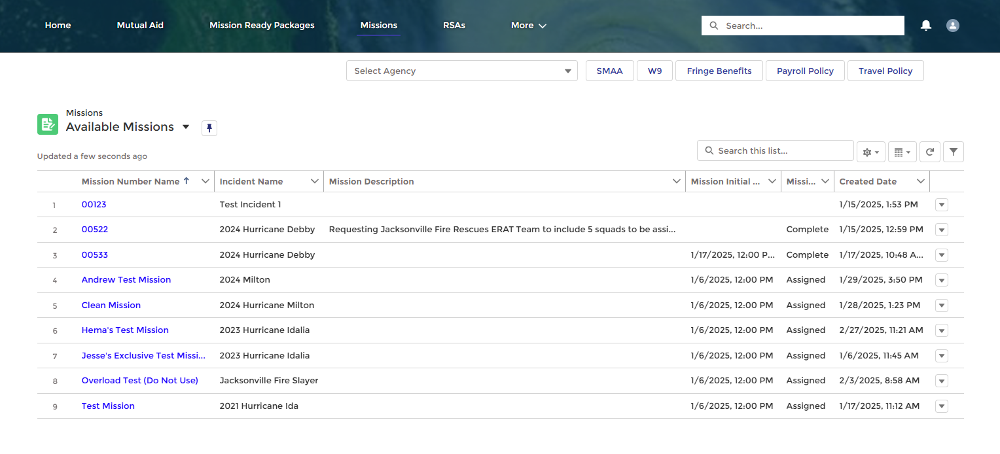 Home Mutual Aid Mission Ready Packages Missions RSAs More Search...
Select Agency SMAA W9 Fringe Benefits Payroll Policy Travel Policy
Missions
Available Missions
Updated a few seconds ago Search this list...
Mission Number Name Incident Name Mission Description Mission Initial ... Missi... Created Date
1 00123 Test Incident 1 1/15/2025, 1:53 PM
2 00522 2024 Hurricane Debby Requesting Jacksonville Fire Rescues ERAT Team to include 5 squads to be assi... Complete 1/15/2025, 12:59 PM
3 00533 2024 Hurricane Debby 1/17/2025, 12:00 P... Complete 1/17/2025, 10:48 A...
4 Andrew Test Mission 2024 Milton 1/6/2025, 12:00 PM Assigned 1/29/2025, 3:50 PM
5 Clean Mission 2024 Hurricane Milton 1/6/2025, 12:00 PM Assigned 1/28/2025, 1:23 PM
6 Hema's Test Mission 2023 Hurricane Idalia 1/6/2025, 12:00 PM Assigned 2/27/2025, 11:21 AM
7 Jesse's Exclusive Test Missi... 2023 Hurricane Idalia 1/6/2025, 12:00 PM Assigned 1/6/2025, 11:45 AM
8 Overload Test (Do Not Use) Jacksonville Fire Slayer 1/6/2025, 12:00 PM Assigned 2/3/2025, 8:58 AM
9 Test Mission 2021 Hurricane Ida 1/6/2025, 12:00 PM Assigned 1/17/2025, 11:12 AM